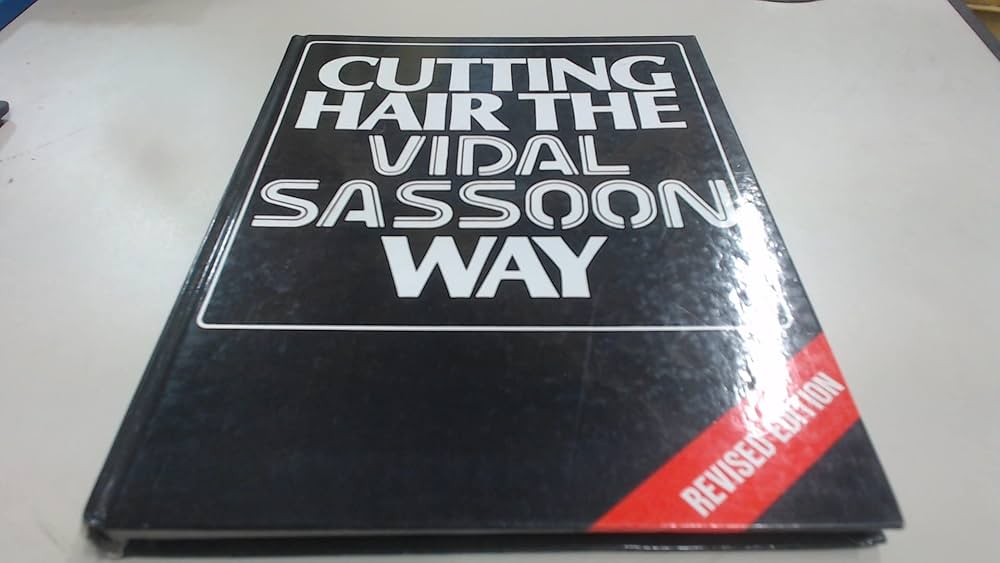 CUTTING
HAIR THE
VIDAL
SASSOON
WAY
REVISED EDITION